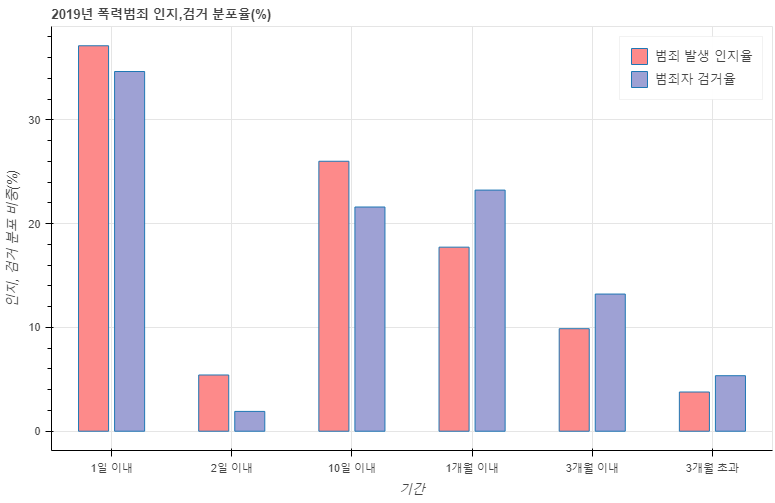 2019년 폭력범죄 인지,검거 분포율(%)
범죄 발생 인지율
범죄자 검거율
인지, 검거 분포 비중(%)
30
20
10
0
1일 이내
2일 이내
10일 이내
1개월 이내
3개월 이내
3개월 초과
기간